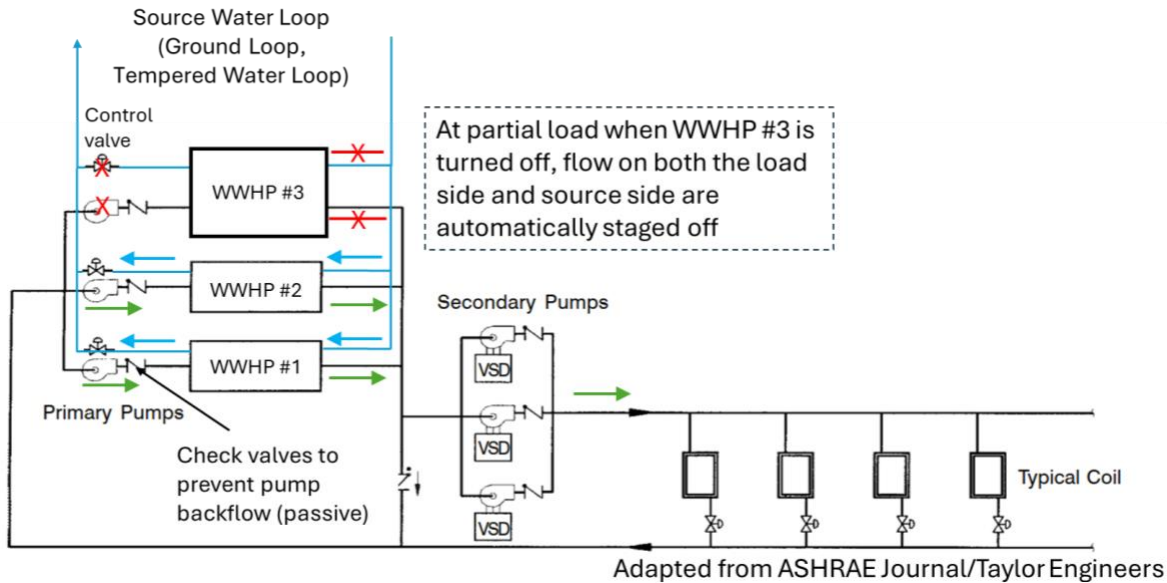 Source Water Loop
(Ground Loop,
Tempered Water Loop)
Control
valve
At partial load when WWHP #3 is
turned off, flow on both the load
side and source side are
automatically staged off
WWHP #3
WWHP #2
Secondary Pumps
WWHP #1
VSD
Primary Pumps
VSD
Check valves to
prevent pump
backflow (passive)
Typical Coil
VSD
Adapted from ASHRAE Journal/Taylor Engineers